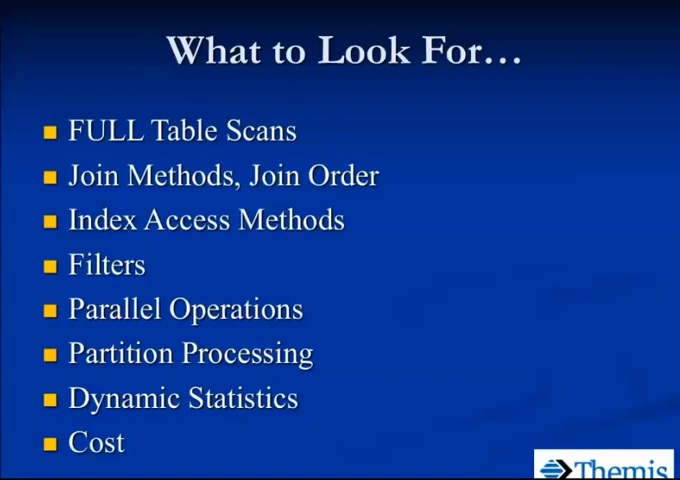 What to Look For…
FULL Table Scans
Join Methods, Join Order
Index Access Methods
Filters
Parallel Operations
Partition Processing
Dynamic Statistics
Cost
Themis